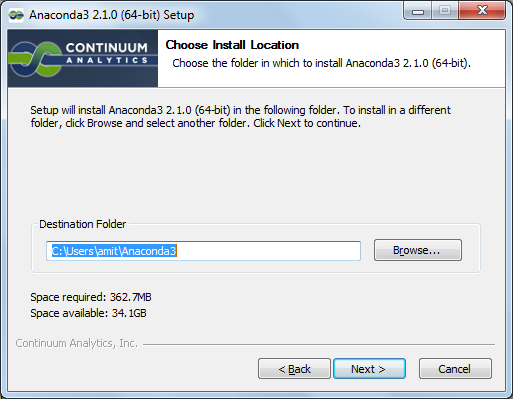 Anaconda3 2.1.0 (64-bit) Setup
CONTINUUM
ANALYTICS
Choose Install Location
Choose the folder in which to install Anaconda3 2.1.0 (64-bit).
Setup will install Anaconda3 2.1.0 (64-bit) in the following folder. To install in a different
folder, click Browse and select another folder. Click Next to continue.
Destination Folder
C:\Users\amit\Anaconda3
Browse...
Space required: 362.7MB
Space available: 34.1GB
Continuum Analytics, Inc.
< Back
Next >
Cancel